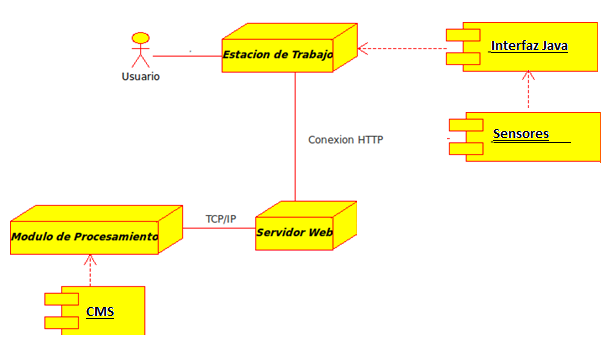 Estacion de Trabajo
Interfaz Java
Usuario
Sensores
Conexion HTTP
TCP/IP
Modulo de Procesamiento
Servidor Web
CMS